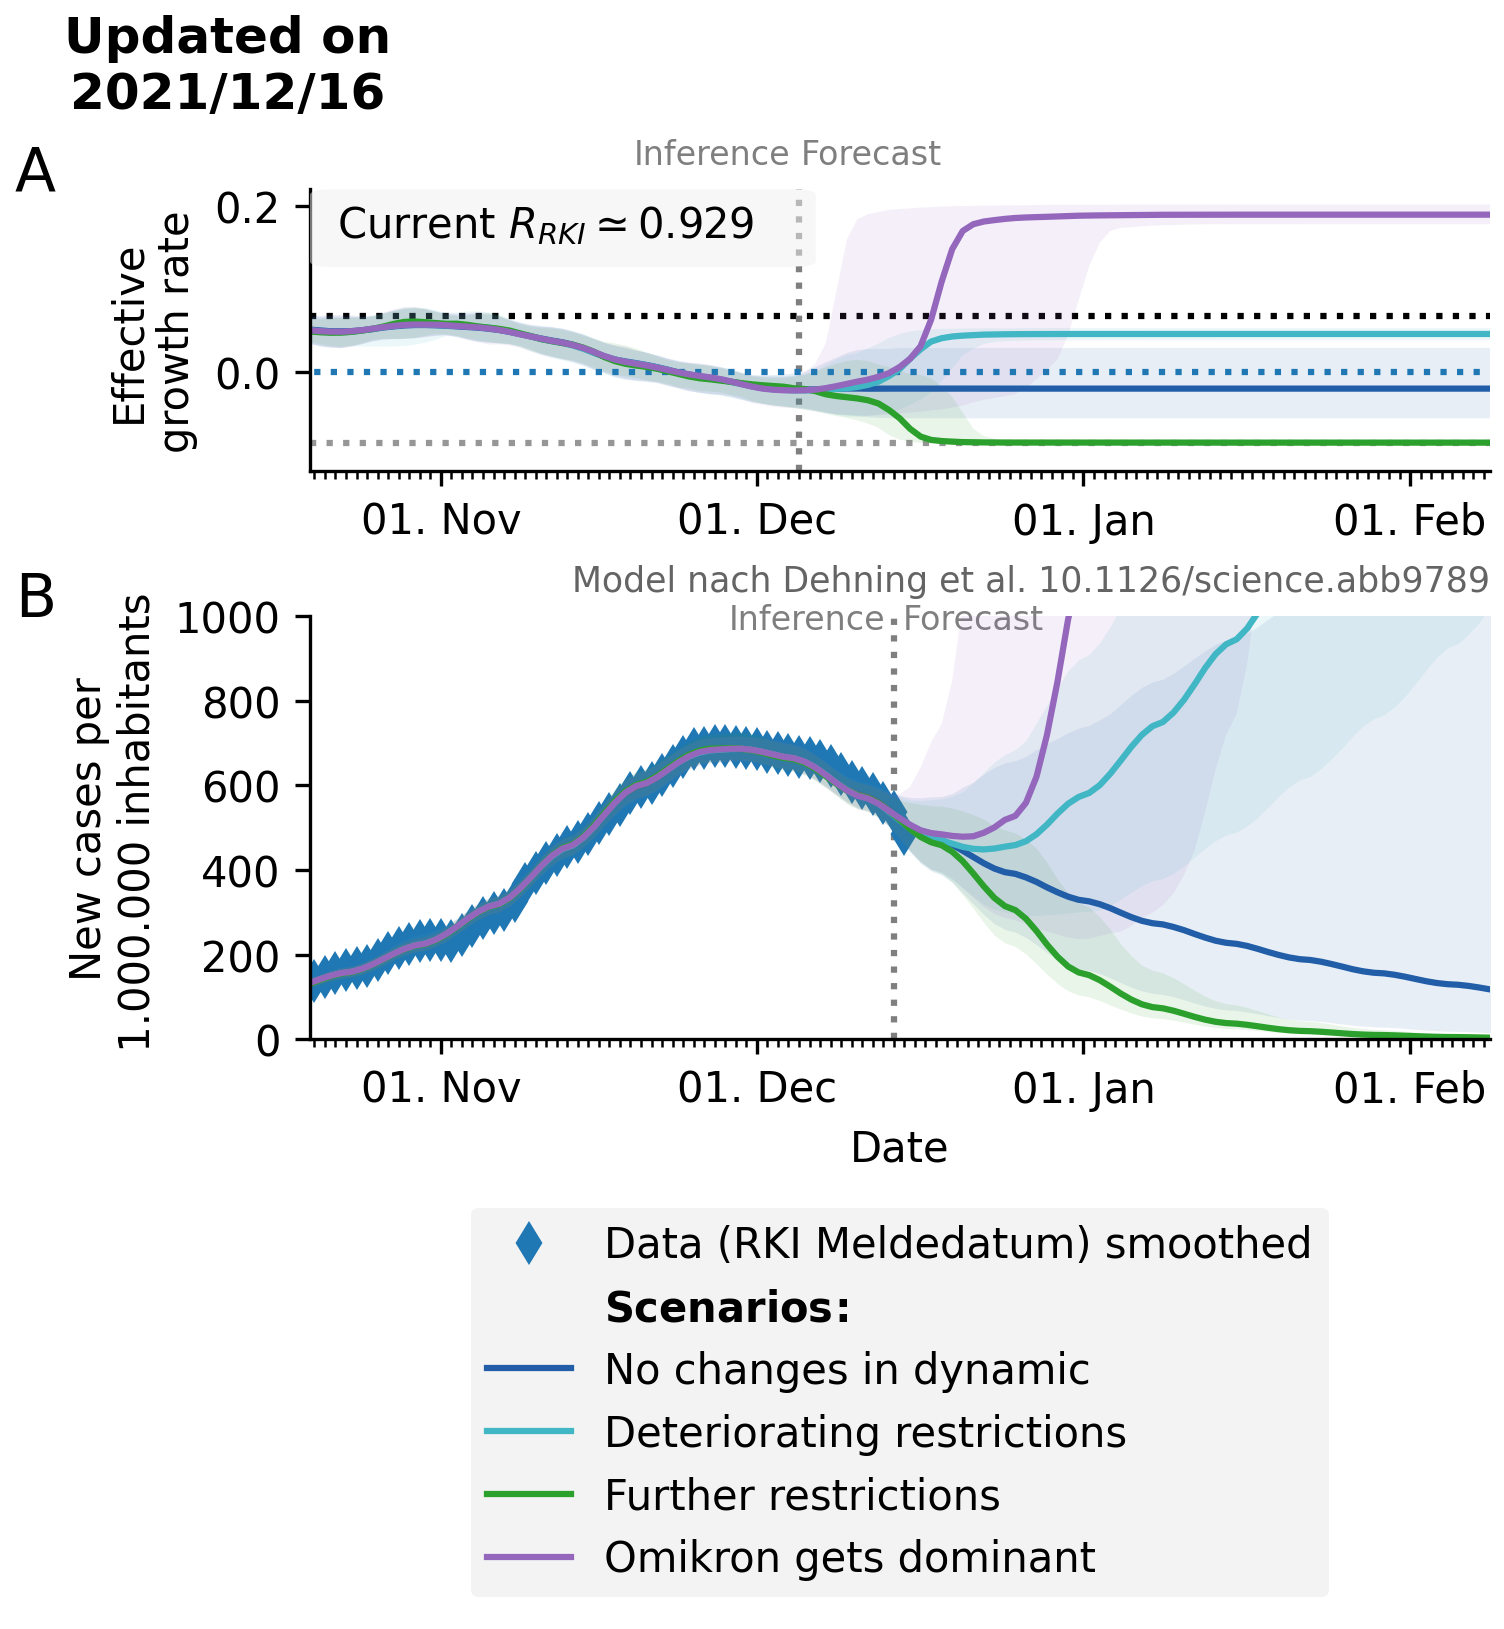 Updated on
2021/12/16
A
Inference Forecast
Current R_RKI ≃ 0.929
Effective
growth rate
0.2
0.0
01. Nov 01. Dec 01. Jan 01. Feb
B
Model nach Dehning et al. 10.1126/science.abb9789
Inference Forecast
New cases per
1.000.000 inhabitants
1000
800
600
400
200
0
01. Nov 01. Dec 01. Jan 01. Feb
Date
Data (RKI Meldedatum) smoothed
Scenarios:
No changes in dynamic
Deteriorating restrictions
Further restrictions
Omikron gets dominant